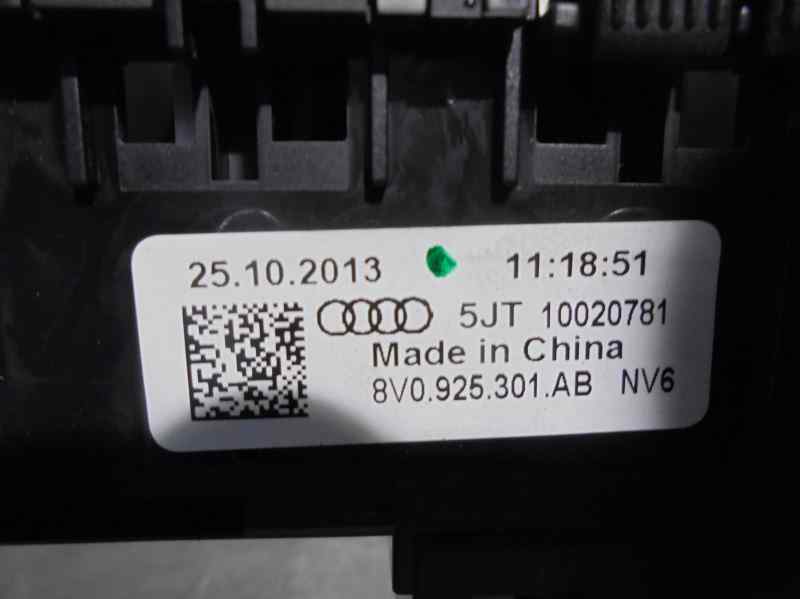 25.10.2013 11:18:51
5JT 10020781
Made in China
8V0.925.301.AB NV6